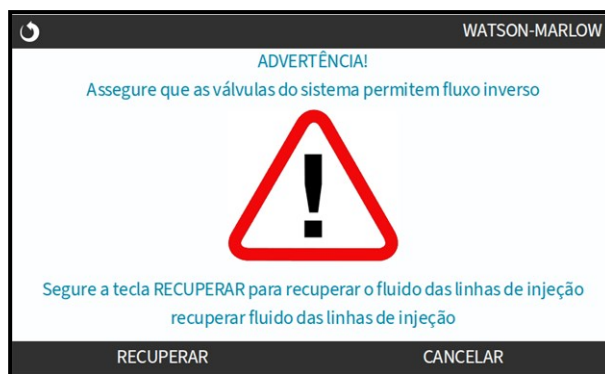 WATSON-MARLOW
ADVERTÊNCIA!
Assegure que as válvulas do sistema permitem fluxo inverso
!
Segure a tecla RECUPERAR para recuperar o fluido das linhas de injeção
recuperar fluido das linhas de injeção
RECUPERAR CANCELAR